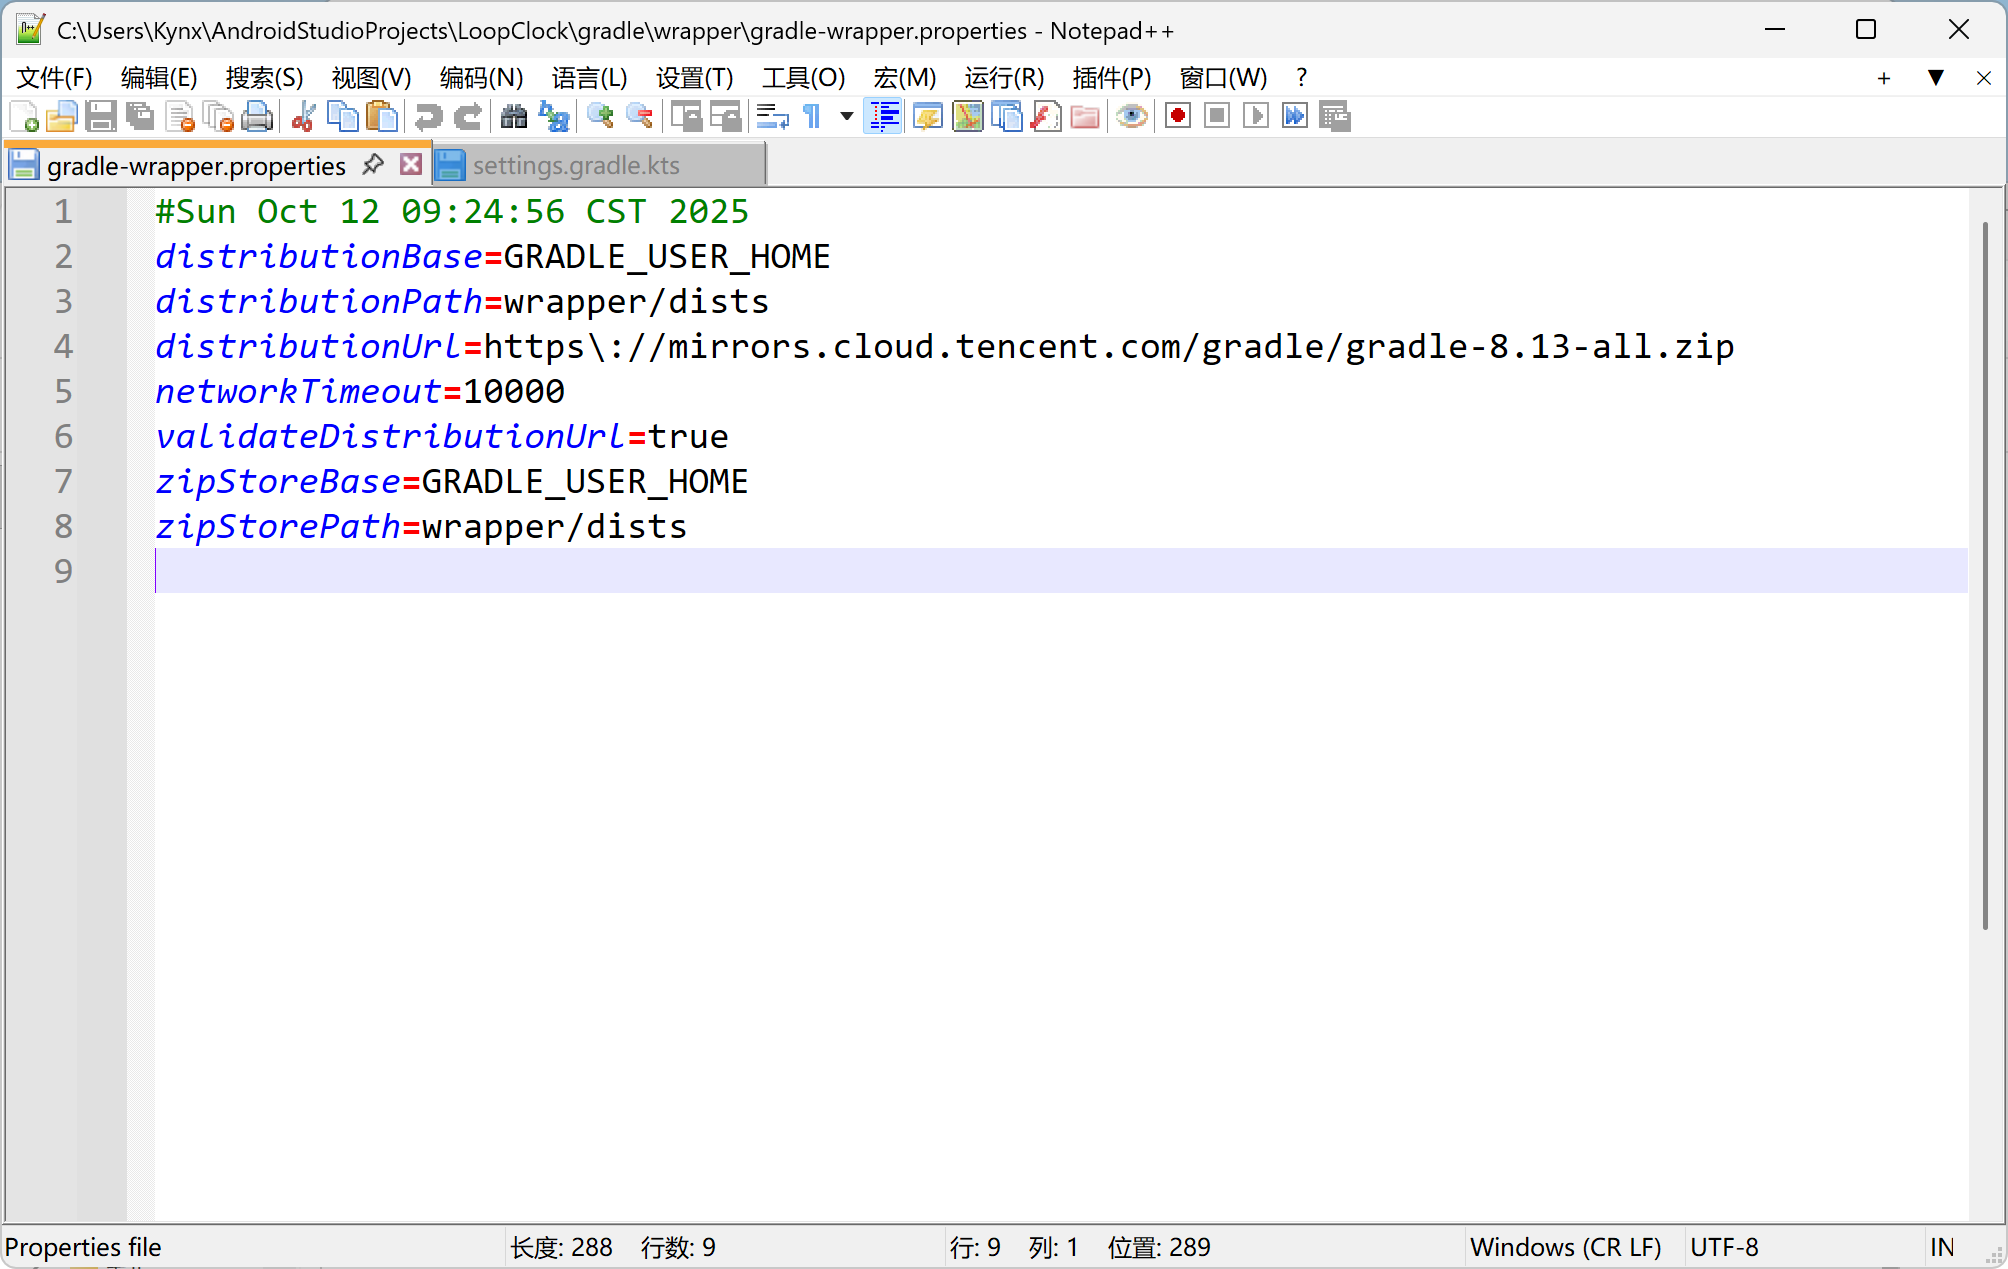 C:\Users\Kynx\AndroidStudioProjects\LoopClock\gradle\wrapper\gradle-wrapper.properties - Notepad++
文件(F) 编辑(E) 搜索(S) 视图(V) 编码(N) 语言(L) 设置(T) 工具(O) 宏(M) 运行(R) 插件(P) 窗口(W) ?
gradle-wrapper.properties settings.gradle.kts
1 #Sun Oct 12 09:24:56 CST 2025
2 distributionBase=GRADLE_USER_HOME
3 distributionPath=wrapper/dists
4 distributionUrl=https\://mirrors.cloud.tencent.com/gradle/gradle-8.13-all.zip
5 networkTimeout=10000
6 validateDistributionUrl=true
7 zipStoreBase=GRADLE_USER_HOME
8 zipStorePath=wrapper/dists
9
Properties file 长度: 288 行数: 9 行: 9 列: 1 位置: 289 Windows (CR LF) UTF-8 IN